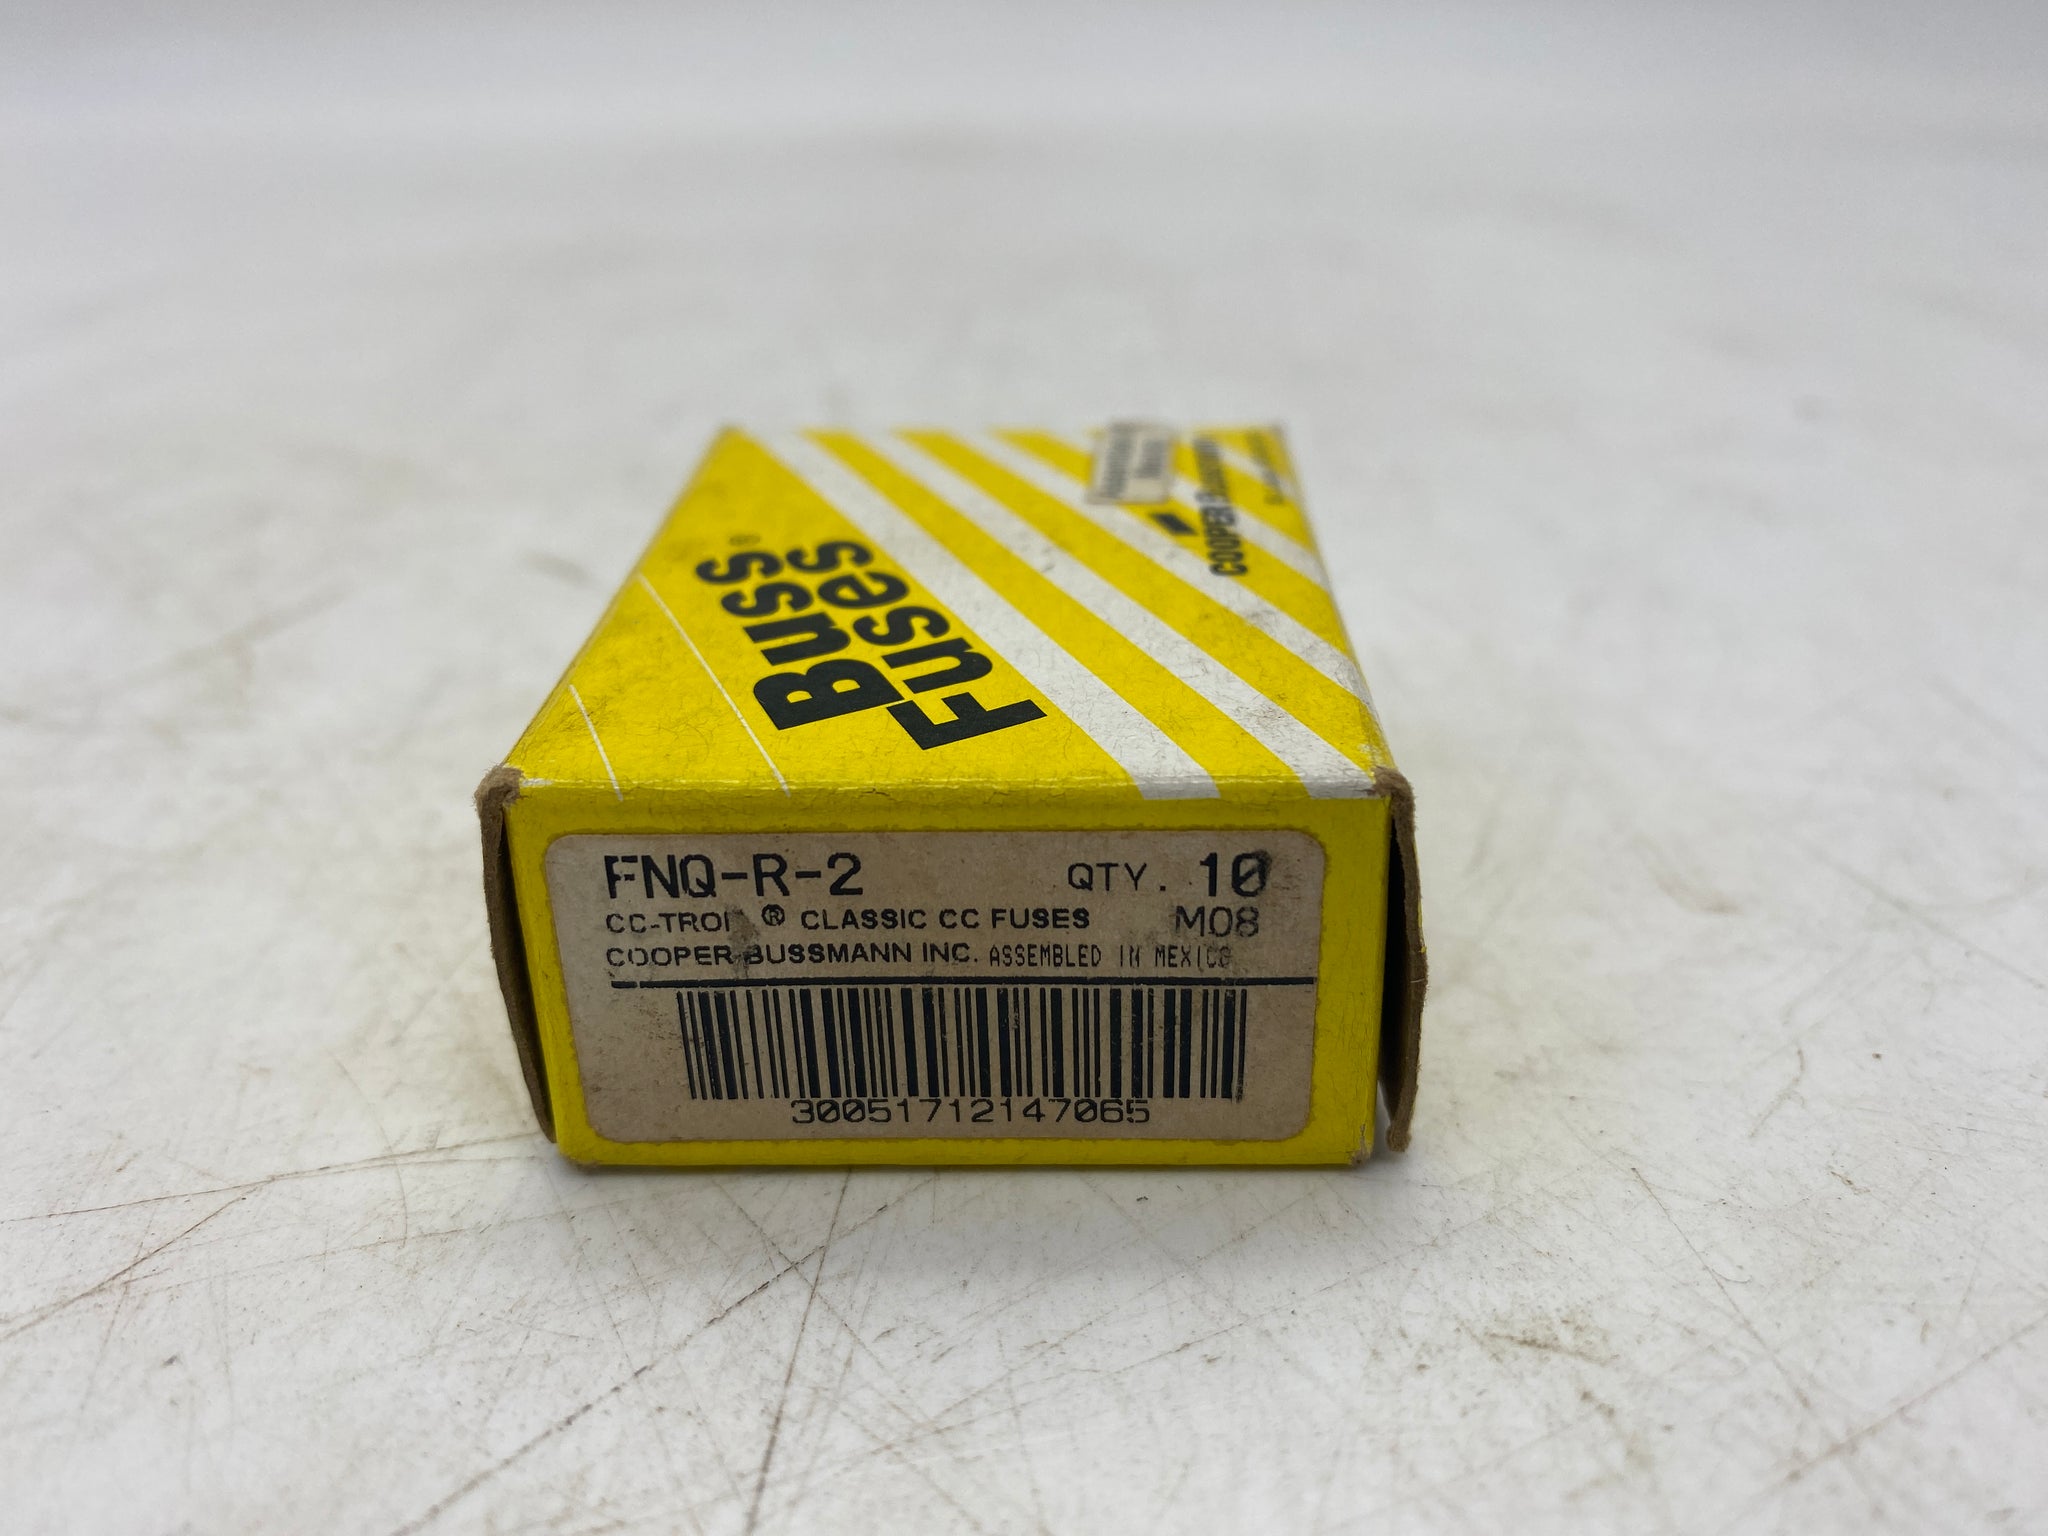 Buss®
Fuses
COOPER Bussmann
FNQ-R-2 QTY. 10
CC-TRON® CLASSIC CC FUSES M08
COOPER BUSSMANN INC. ASSEMBLED IN MEXICO
30051712147065